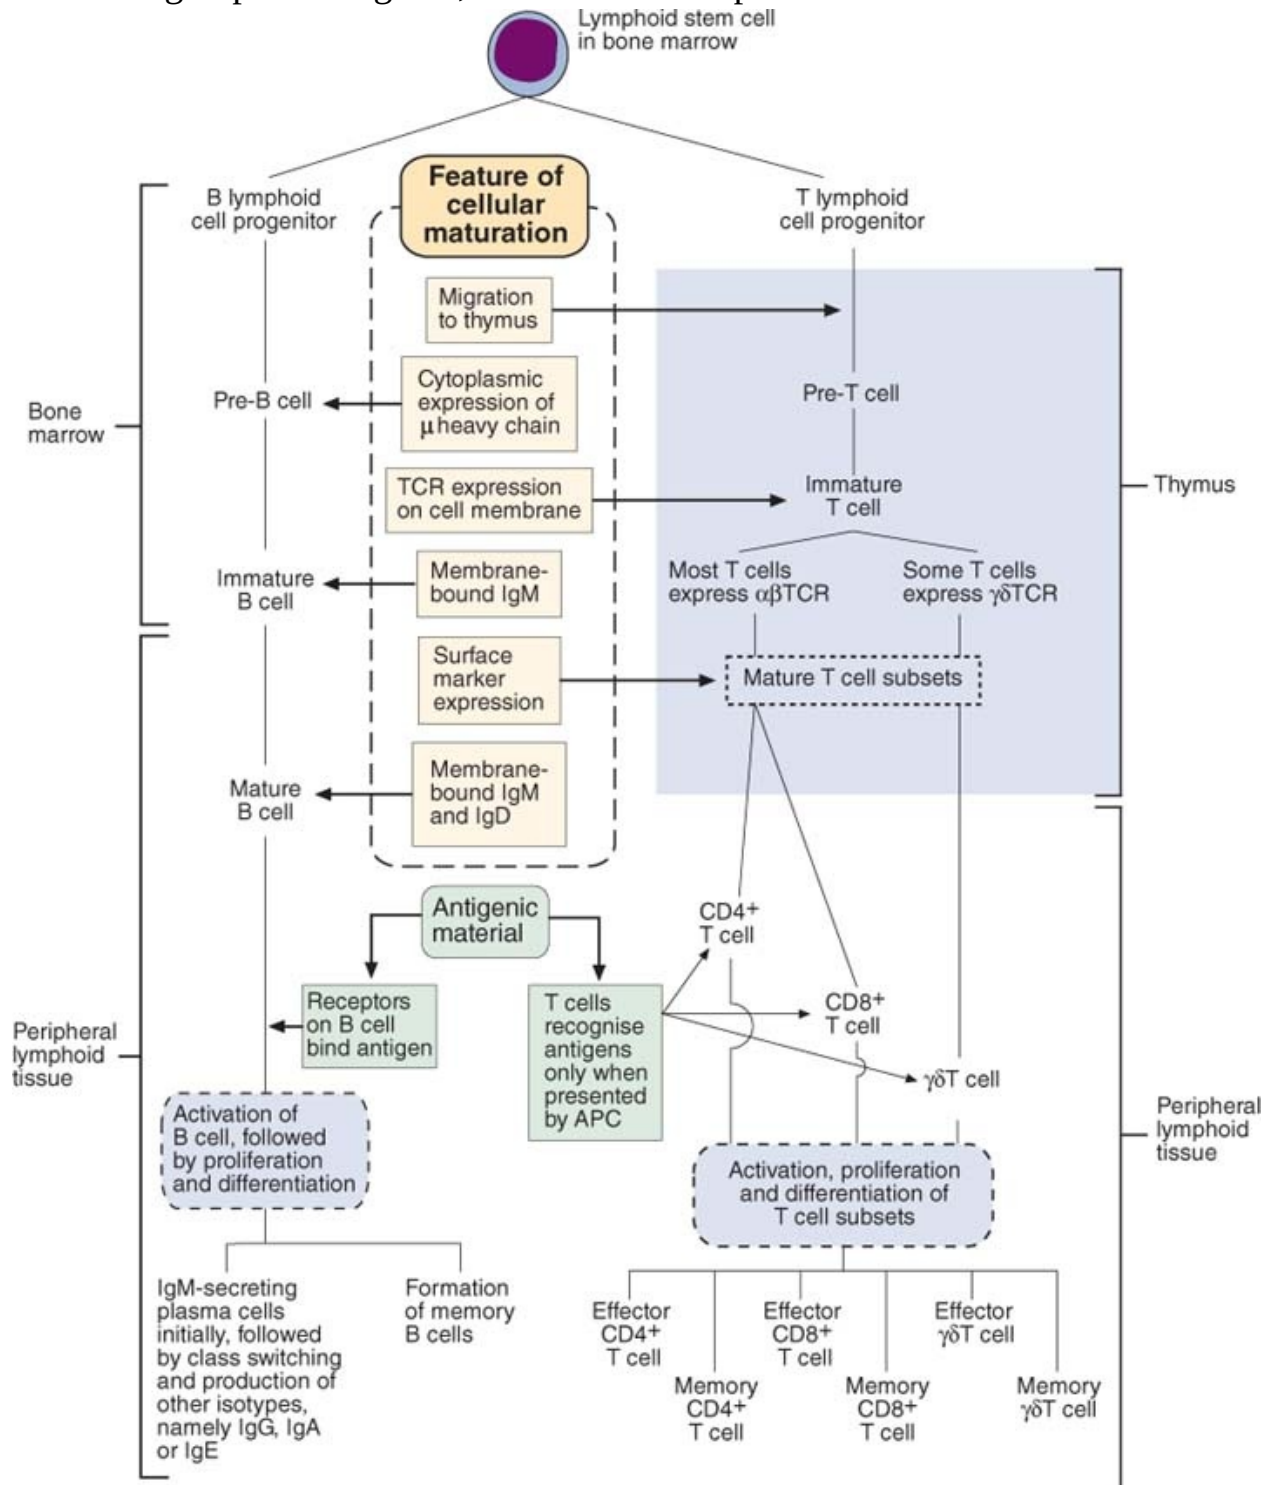 Lymphoid stem cell
in bone marrow
B lymphoid
cell progenitor
Feature of
cellular
maturation
T lymphoid
cell progenitor
Migration
to thymus
Pre-T cell
Cytoplasmic
expression of
μ heavy chain
Pre-B cell
Bone
marrow
TCR expression
on cell membrane
Immature
T cell
Thymus
Membrane-
bound IgM
Immature
B cell
Most T cells
express αβTCR
Some T cells
express γδTCR
Surface
marker
expression
Mature T cell subsets
Membrane-
bound IgM
and IgD
Mature
B cell
Antigenic
material
CD4+
T cell
Receptors
on B cell
bind antigen
T cells
recognise
antigens
only when
presented
by APC
CD8+
T cell
γδT cell
Peripheral
lymphoid
tissue
Activation of
B cell, followed
by proliferation
and differentiation
Peripheral
lymphoid
tissue
Activation, proliferation
and differentiation of
T cell subsets
IgM-secreting
plasma cells
initially, followed
by class switching
and production of
other isotypes,
namely IgG, IgA
or IgE
Formation
of memory
B cells
Effector
CD4+
T cell
Memory
CD4+
T cell
Effector
CD8+
T cell
Memory
CD8+
T cell
Effector
γδT cell
Memory
γδT cell